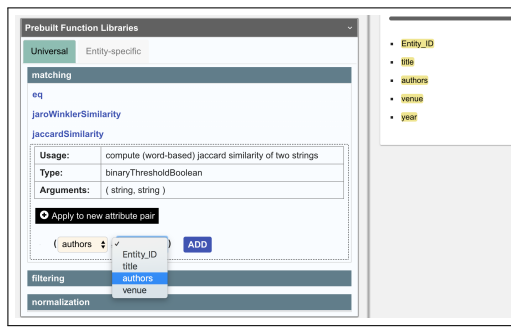 Prebuilt Function Libraries
Universal Entity-specific
matching
eq
jaroWinklerSimilarity
jaccardSimilarity
Usage: compute (word-based) jaccard similarity of two strings
Type: binaryThresholdBoolean
Arguments: ( string, string )
Apply to new attribute pair
( authors ) ADD
Entity_ID
title
authors
venue
filtering
normalization
Entity_ID
title
authors
venue
year